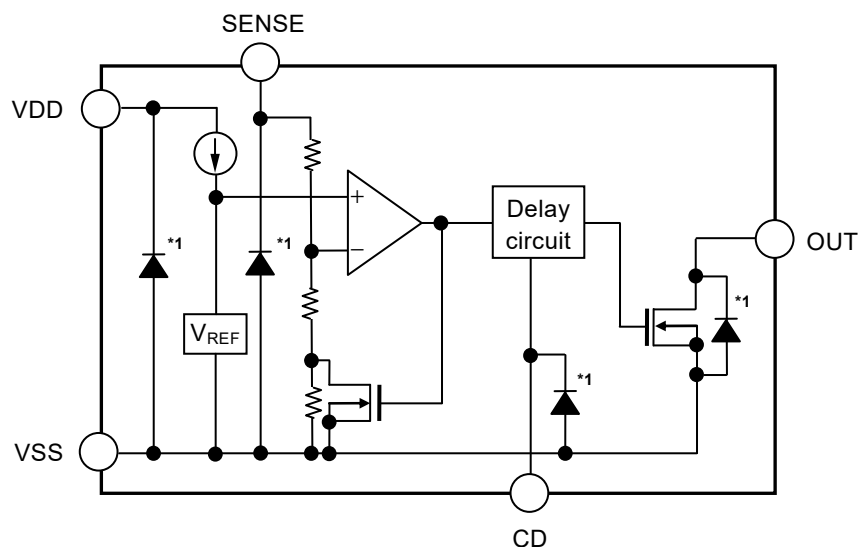 SENSE
VDD
*1
*1
+
−
Delay
circuit
OUT
*1
VREF
*1
VSS
CD